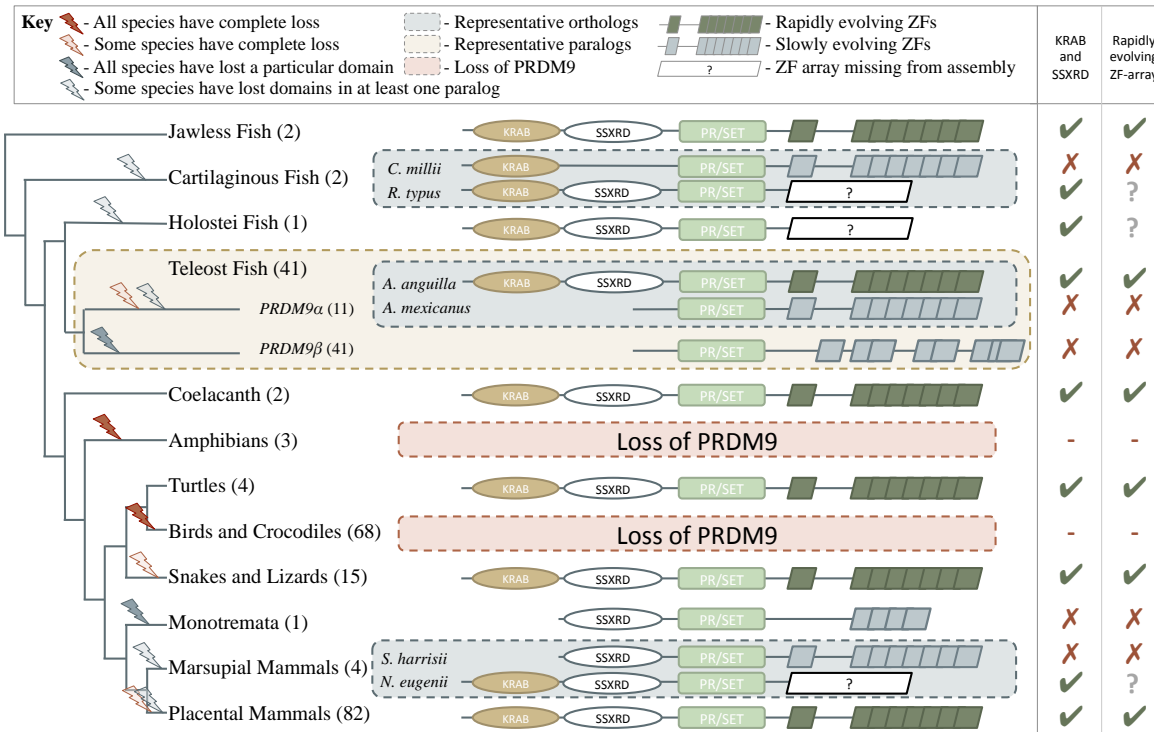 Key - All species have complete loss
- Some species have complete loss
- All species have lost a particular domain
- Some species have lost domains in at least one paralog
- Representative orthologs
- Representative paralogs
- Loss of PRDM9
- Rapidly evolving ZFs
- Slowly evolving ZFs
? - ZF array missing from assembly
KRAB
and
SSXRD
Rapidly
evolving
ZF-array
Jawless Fish (2) KRAB SSXRD PR/SET ✔ ✔
C. millii KRAB PR/SET ✗ ✗
Cartilaginous Fish (2)
R. typus KRAB SSXRD PR/SET ? ✔ ?
Holostei Fish (1) KRAB SSXRD PR/SET ? ✔ ?
Teleost Fish (41)
A. anguilla KRAB SSXRD PR/SET ✔ ✔
PRDM9α (11) A. mexicanus PR/SET ✗ ✗
PRDM9β (41) PR/SET ✗ ✗
Coelacanth (2) KRAB SSXRD PR/SET ✔ ✔
Amphibians (3) Loss of PRDM9 - -
Turtles (4) KRAB SSXRD PR/SET ✔ ✔
Birds and Crocodiles (68) Loss of PRDM9 - -
Snakes and Lizards (15) KRAB SSXRD PR/SET ✔ ✔
Monotremata (1) SSXRD PR/SET ✗ ✗
S. harrisii SSXRD PR/SET ✗ ✗
Marsupial Mammals (4)
N. eugenii KRAB SSXRD PR/SET ? ✔ ?
Placental Mammals (82) KRAB SSXRD PR/SET ✔ ✔